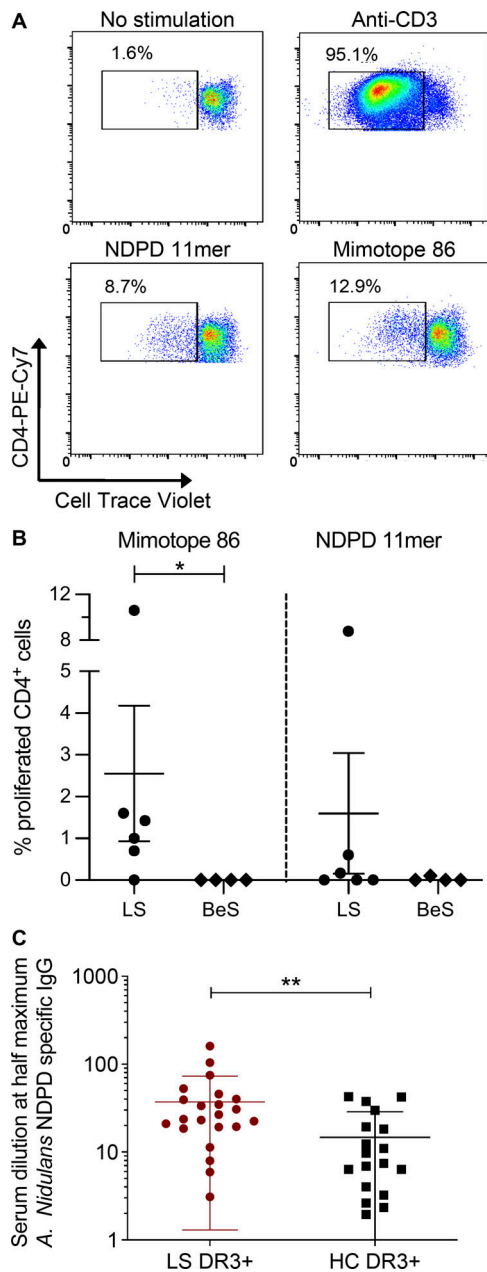 A
No stimulation
Anti-CD3
1.6%
95.1%
0
0
NDPD 11mer
Mimotope 86
8.7%
12.9%
0
0
CD4-PE-Cy7
Cell Trace Violet
B
Mimotope 86
NDPD 11mer
*
% proliferated CD4+ cells
12
8
5
4
3
2
1
0
LS
BeS
LS
BeS
C
**
Serum dilution at half maximum
A. Nidulans NDPD specific IgG
1000
100
10
1
LS DR3+
HC DR3+